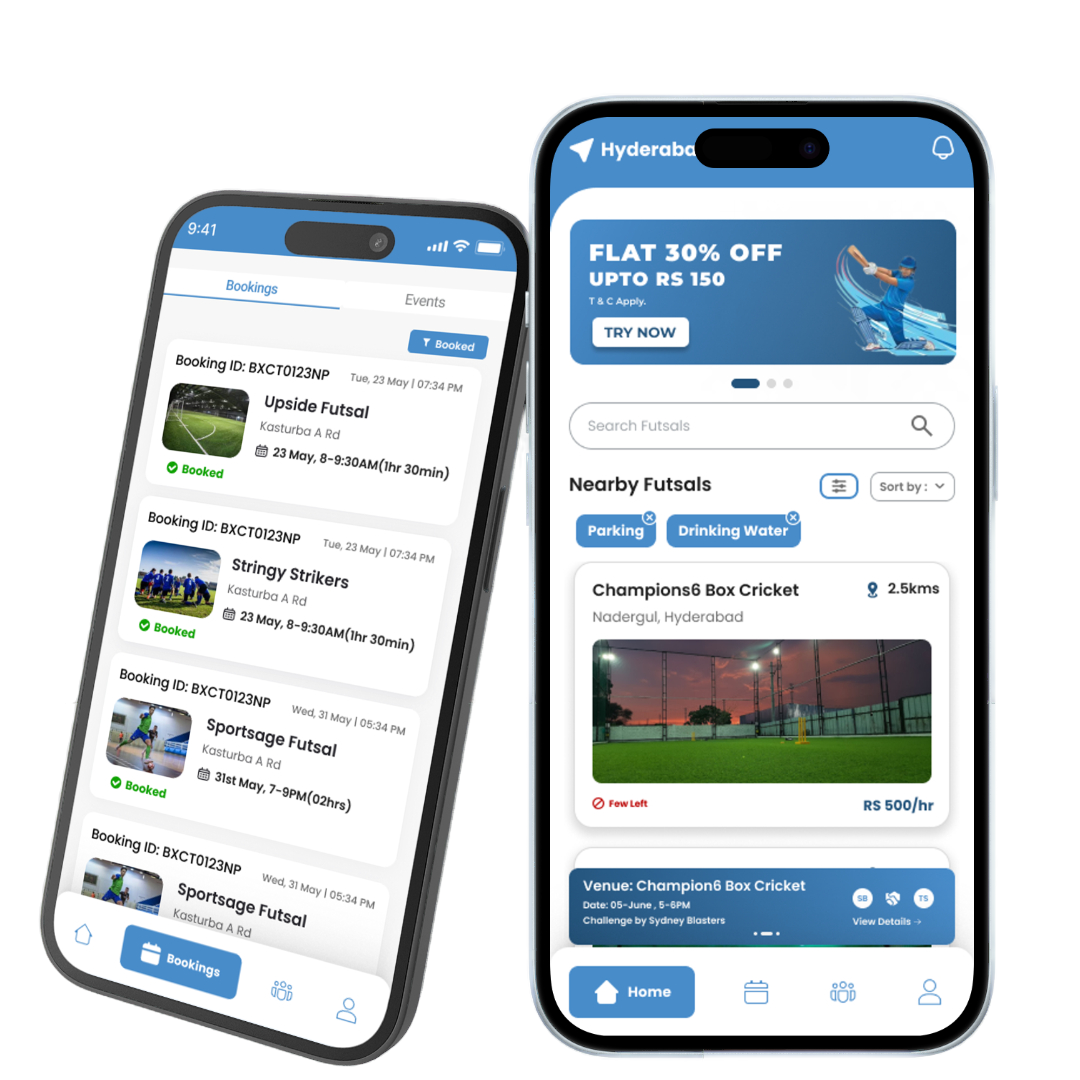 9:41
Bookings
Events
Booked
Booking ID: BXCT0123NP
Tue, 23 May | 07:34 PM
Upside Futsal
Kasturba A Rd
23 May, 8-9:30AM(1hr 30min)
Booked
Booking ID: BXCT0123NP
Tue, 23 May | 07:34 PM
Stringy Strikers
Kasturba A Rd
23 May, 8-9:30AM(1hr 30min)
Booked
Booking ID: BXCT0123NP
Wed, 31 May | 05:34 PM
Sportsage Futsal
Kasturba A Rd
31st May, 7-9PM(02hrs)
Booked
Booking ID: BXCT0123NP
Wed, 31 May | 05:34 PM
Sportsage Futsal
Kasturba A Rd
Bookings
Hyderaba
FLAT 30% OFF
UPTO RS 150
T & C Apply.
TRY NOW
Search Futsals
Nearby Futsals
Sort by :
Parking
Drinking Water
Champions6 Box Cricket
2.5kms
Nadergul, Hyderabad
Few Left
RS 500/hr
Venue: Champion6 Box Cricket
Date: 05-June , 5-6PM
Challenge by Sydney Blasters
SB
TS
View Details →
Home